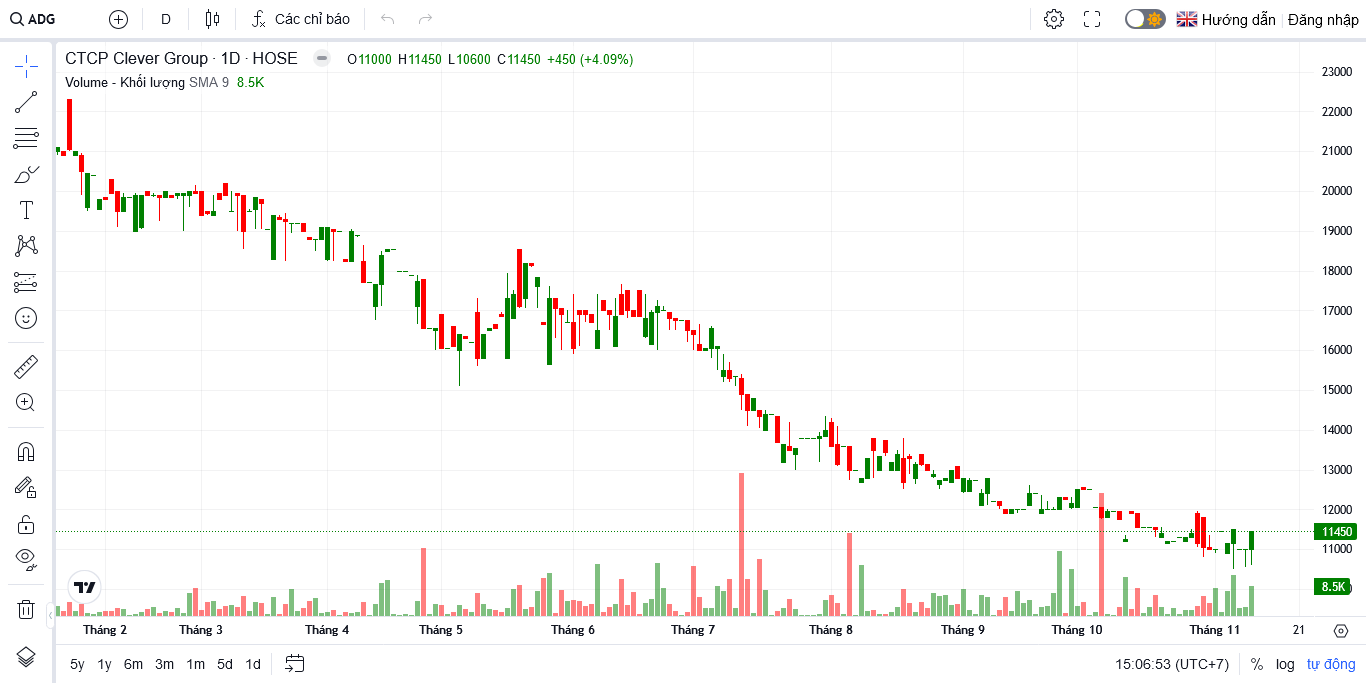 ADG D Các chỉ báo Hướng dẫn Đăng nhập
CTCP Clever Group · 1D · HOSE O11000 H11450 L10600 C11450 +450 (+4.09%)
Volume - Khối lượng SMA 9 8.5K
23000
22000
21000
20000
19000
18000
17000
16000
15000
14000
13000
12000
11450
11000
8.5K
Tháng 2 Tháng 3 Tháng 4 Tháng 5 Tháng 6 Tháng 7 Tháng 8 Tháng 9 Tháng 10 Tháng 11 21
5y 1y 6m 3m 1m 5d 1d 15:06:53 (UTC+7) % log tự động